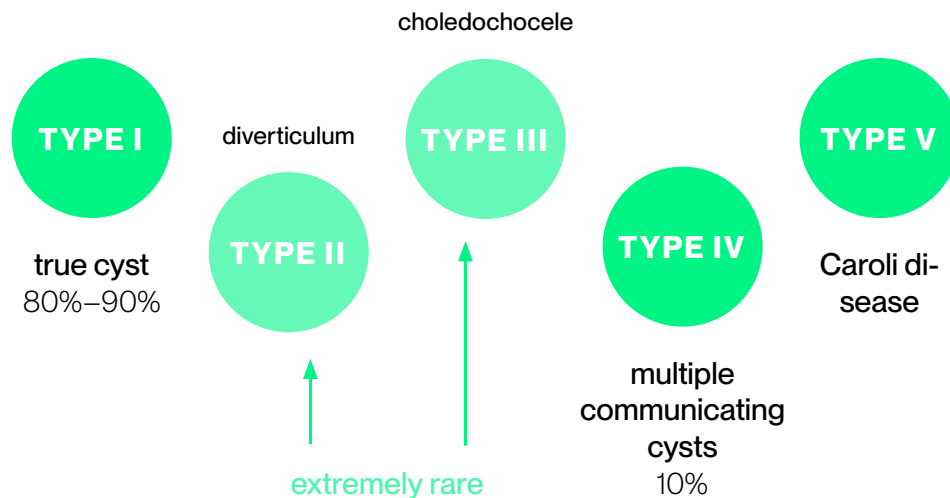 choledochocele
TYPE I
TYPE III
TYPE V
diverticulum
TYPE II
TYPE IV
true cyst
80%–90%
Caroli di-
sease
multiple
communicating
cysts
10%
extremely rare